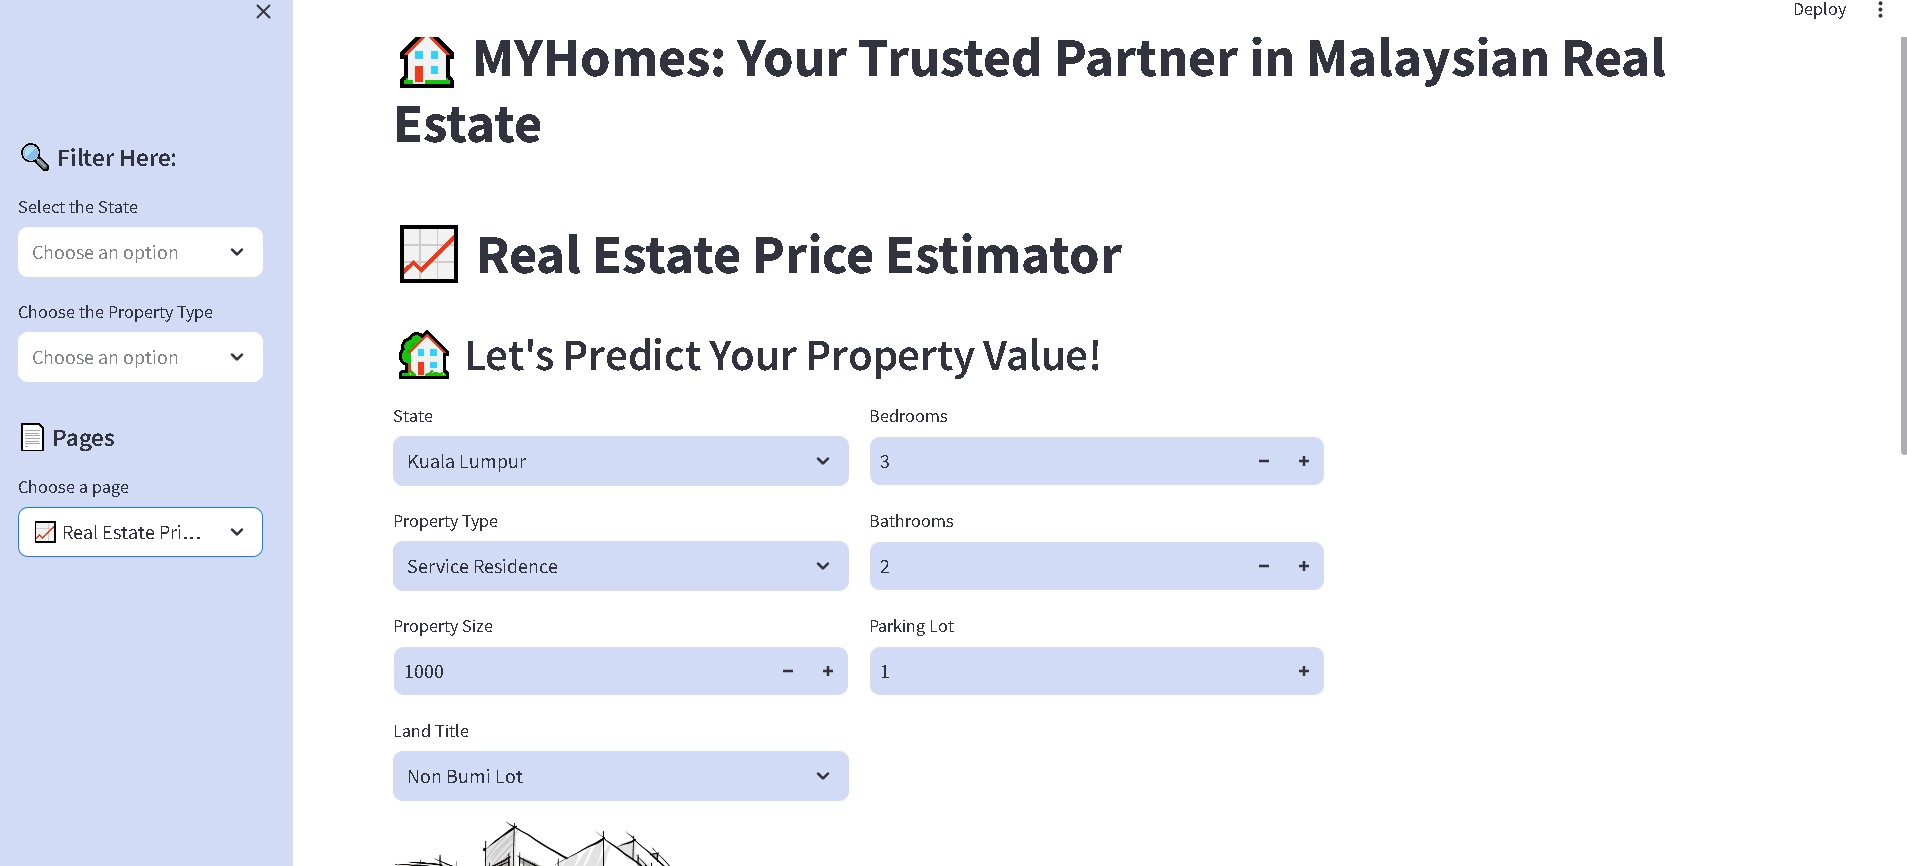 Deploy
Filter Here:
Select the State
Choose an option
Choose the Property Type
Choose an option
Pages
Choose a page
Real Estate Pri...
MYHomes: Your Trusted Partner in Malaysian Real
Estate
Real Estate Price Estimator
Let's Predict Your Property Value!
State
Kuala Lumpur
Bedrooms
3
Property Type
Service Residence
Bathrooms
2
Property Size
1000
Parking Lot
1
Land Title
Non Bumi Lot